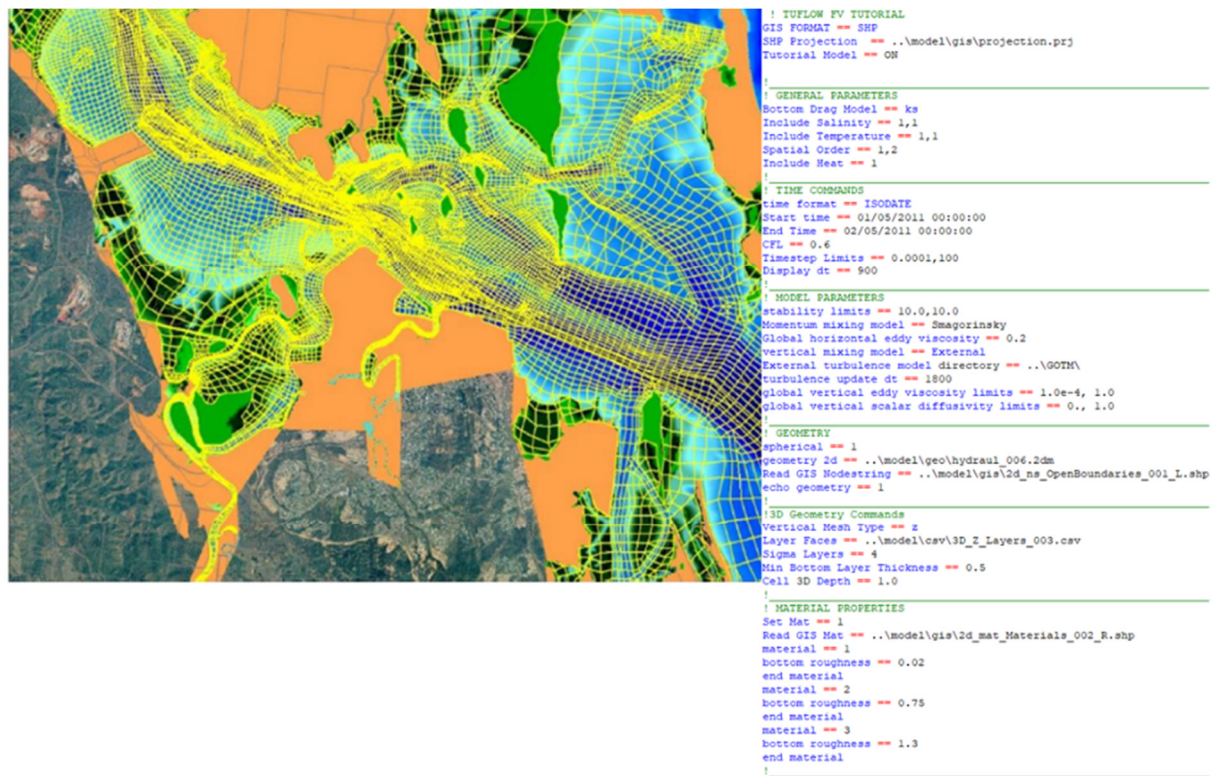 ! TUFLOW FV TUTORIAL
GIS FORMAT == SHP
SHP Projection == ..\model\gis\projection.prj
Tutorial Model == ON
!
! GENERAL PARAMETERS
Bottom Drag Model == ks
Include Salinity == 1,1
Include Temperature == 1,1
Spatial Order == 1,2
Include Heat == 1
!
! TIME COMMANDS
time format == ISODATE
Start time == 01/05/2011 00:00:00
End Time == 02/05/2011 00:00:00
CFL == 0.6
Timestep Limits == 0.0001,100
Display dt == 900
!
! MODEL PARAMETERS
stability limits == 10.0,10.0
Momentum mixing model == Smagorinsky
Global horizontal eddy viscosity == 0.2
vertical mixing model == External
External turbulence model directory == ..\GOTM\
turbulence update dt == 1800
global vertical eddy viscosity limits == 1.0e-4, 1.0
global vertical scalar diffusivity limits == 0., 1.0
!
! GEOMETRY
spherical == 1
geometry 2d == ..\model\geo\hydraul_006.2dm
Read GIS Nodestring == ..\model\gis\2d_ns_OpenBoundaries_001_L.shp
echo geometry == 1
!
!3D Geometry Commands
Vertical Mesh Type == z
Layer Faces == ..\model\csv\3D_Z_Layers_003.csv
Sigma Layers == 4
Min Bottom Layer Thickness == 0.5
Cell 3D Depth == 1.0
!
! MATERIAL PROPERTIES
Set Mat == 1
Read GIS Mat == ..\model\gis\2d_mat_Materials_002_R.shp
material == 1
bottom roughness == 0.02
end material
material == 2
bottom roughness == 0.75
end material
material == 3
bottom roughness == 1.3
end material
!